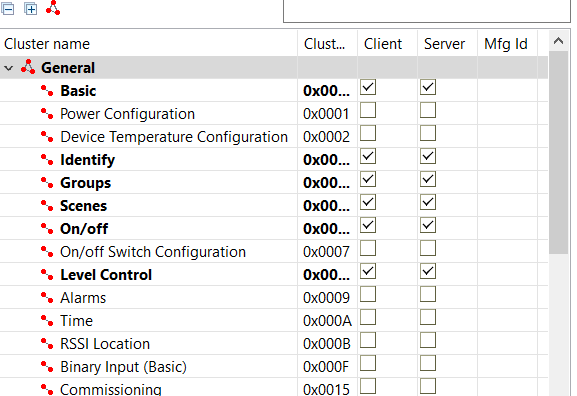 Cluster name Clust... Client Server Mfg Id
General
Basic 0x00...
Power Configuration 0x0001
Device Temperature Configuration 0x0002
Identify 0x00...
Groups 0x00...
Scenes 0x00...
On/off 0x00...
On/off Switch Configuration 0x0007
Level Control 0x00...
Alarms 0x0009
Time 0x000A
RSSI Location 0x000B
Binary Input (Basic) 0x000F
Commissioning 0x0015